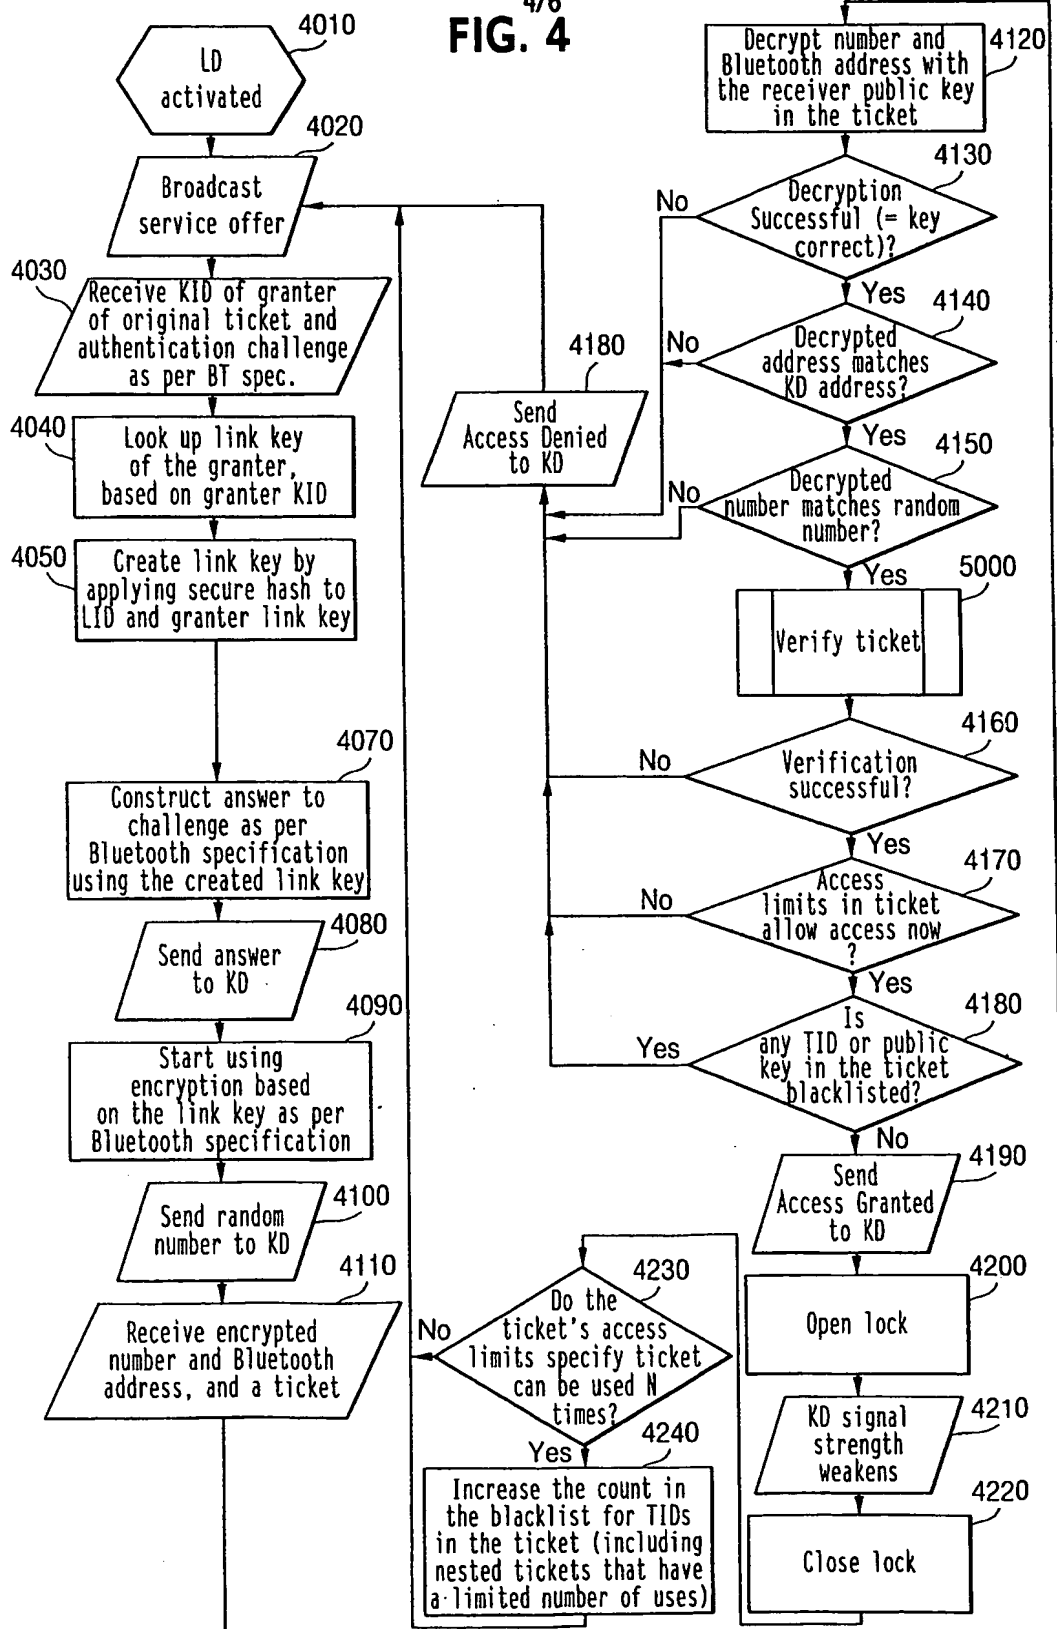 4/6
FIG. 4
4010
LD
activated
4020
Broadcast
service offer
4030
Receive KID of granter
of original ticket and
authentication challenge
as per BT spec.
4040
Look up link key
of the granter,
based on granter KID
4050
Create link key by
applying secure hash to
LID and granter link key
4070
Construct answer to
challenge as per
Bluetooth specification
using the created link key
4080
Send answer
to KD
4090
Start using
encryption based
on the link key as per
Bluetooth specification
4100
Send random
number to KD
4110
Receive encrypted
number and Bluetooth
address, and a ticket
4120
Decrypt number and
Bluetooth address with
the receiver public key
in the ticket
4130
Decryption
Successful (= key
correct)?
No
Yes
4140
Decrypted
address matches
KD address?
No
Yes
4150
Decrypted
number matches random
number?
No
Yes
4180
Send
Access Denied
to KD
5000
Verify ticket
4160
Verification
successful?
No
Yes
4170
Access
limits in ticket
allow access now
?
No
Yes
4180
Is
any TID or public
key in the ticket
blacklisted?
Yes
No
4190
Send
Access Granted
to KD
4200
Open lock
4210
KD signal
strength
weakens
4220
Close lock
4230
Do the
ticket's access
limits specify ticket
can be used N
times?
No
Yes
4240
Increase the count in
the blacklist for TIDs
in the ticket (including
nested tickets that have
a limited number of uses)